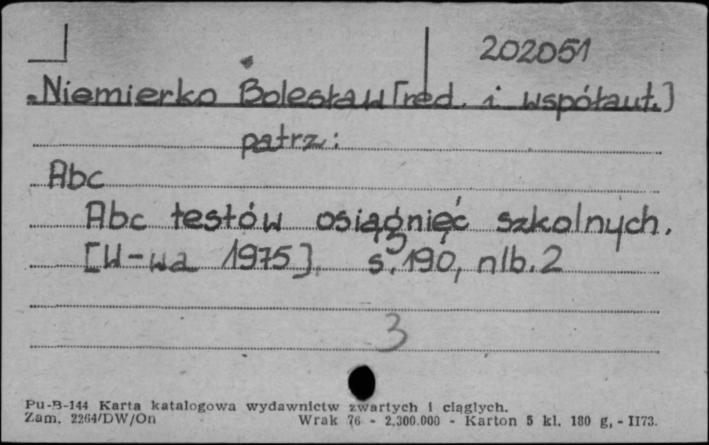 202051
Niemierko Bolesław [red. i współaut.]
patrz:
Abc
Abc testów osiągnięć szkolnych.
[W-wa 1975], s. 190, nlb. 2
3
Pu-B-144 Karta katalogowa wydawnictw zwartych i ciągłych.
Zam. 2264/DW/On Wrak 76 - 2.300.000 - Karton 5 kl. 180 g, - II73.